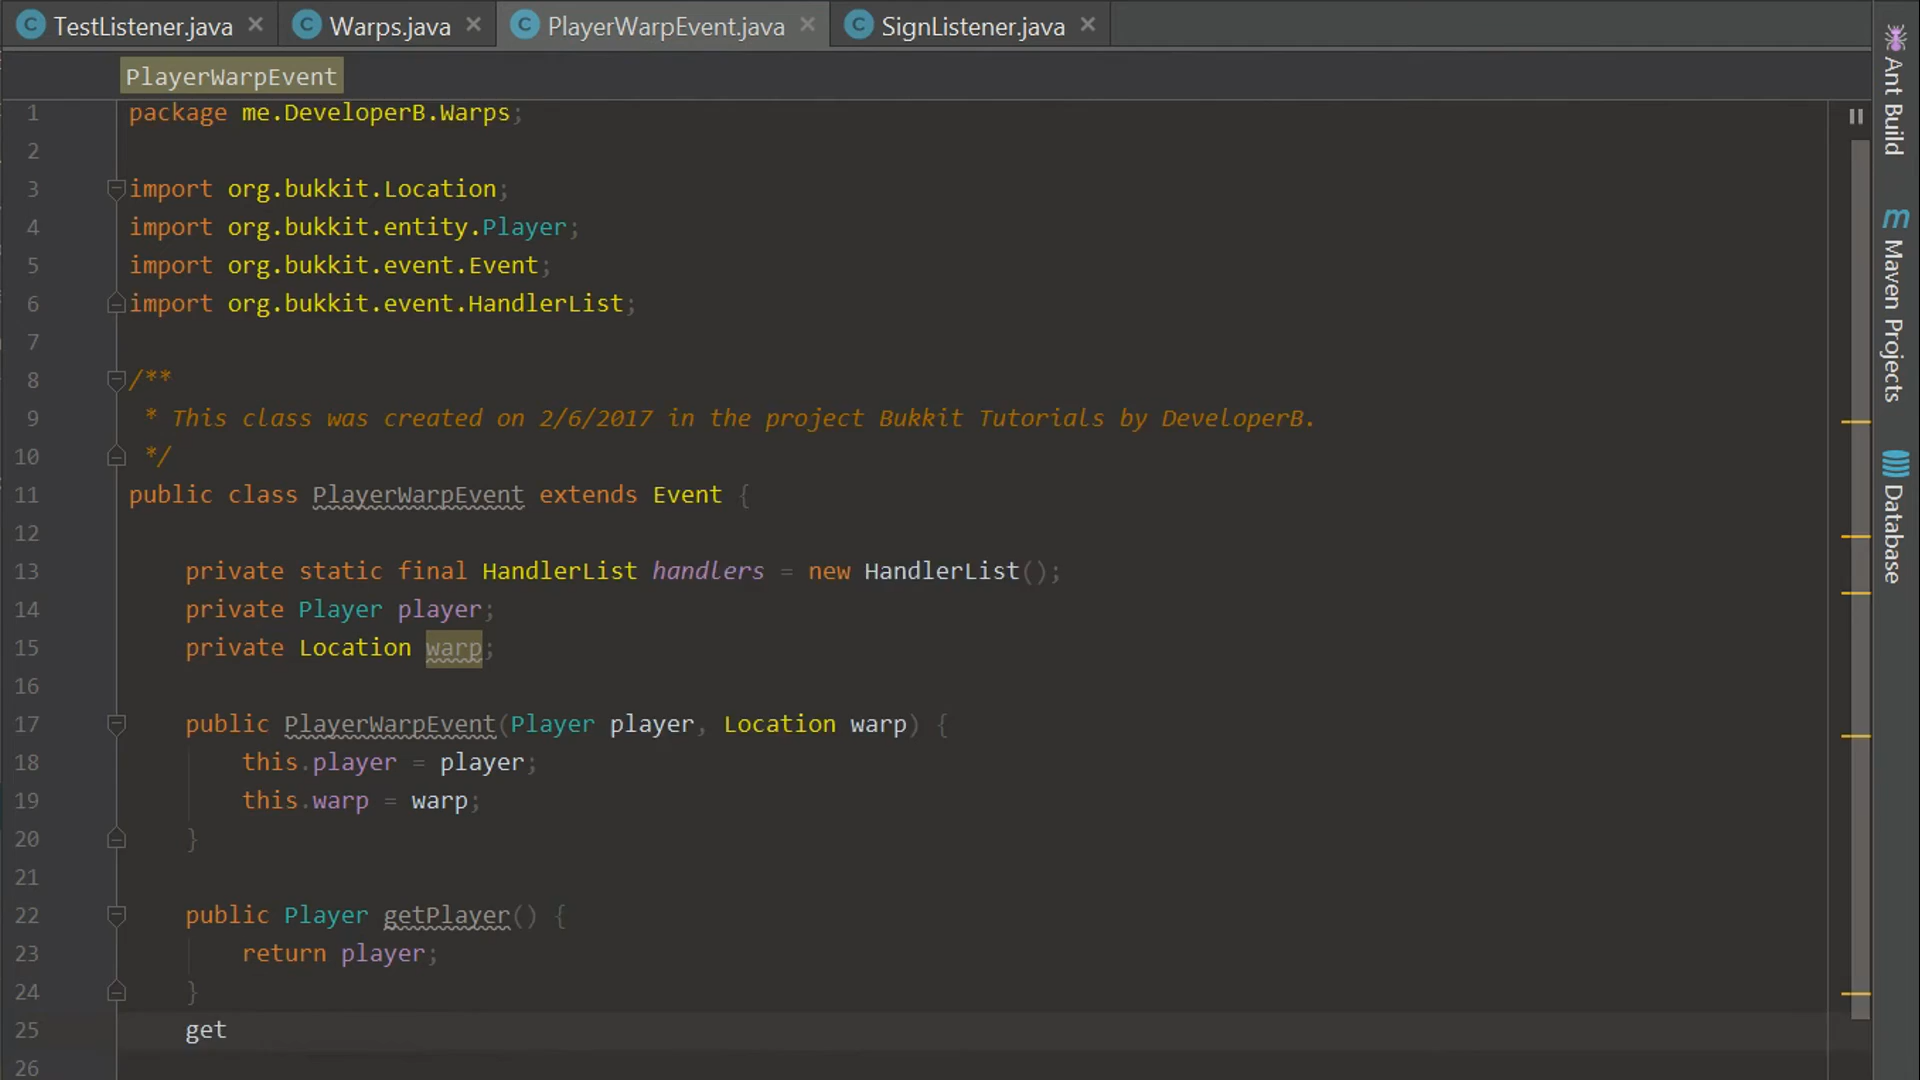 TestListener.java Warps.java PlayerWarpEvent.java SignListener.java
PlayerWarpEvent
1 package me.DeveloperB.Warps;
2
3 import org.bukkit.Location;
4 import org.bukkit.entity.Player;
5 import org.bukkit.event.Event;
6 import org.bukkit.event.HandlerList;
7
8 /**
9 * This class was created on 2/6/2017 in the project Bukkit Tutorials by DeveloperB.
10 */
11 public class PlayerWarpEvent extends Event {
12
13 private static final HandlerList handlers = new HandlerList();
14 private Player player;
15 private Location warp;
16
17 public PlayerWarpEvent(Player player, Location warp) {
18 this.player = player;
19 this.warp = warp;
20 }
21
22 public Player getPlayer() {
23 return player;
24 }
25 get
26
Ant Build
m Maven Projects
Database